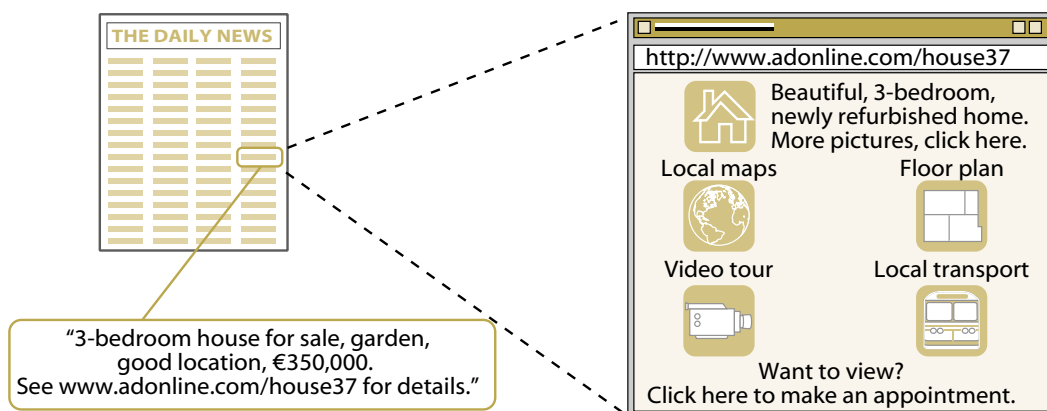 THE DAILY NEWS
“3-bedroom house for sale, garden,
good location, €350,000.
See www.adonline.com/house37 for details.”
http://www.adonline.com/house37
Beautiful, 3-bedroom,
newly refurbished home.
More pictures, click here.
Local maps
Floor plan
Video tour
Local transport
Want to view?
Click here to make an appointment.